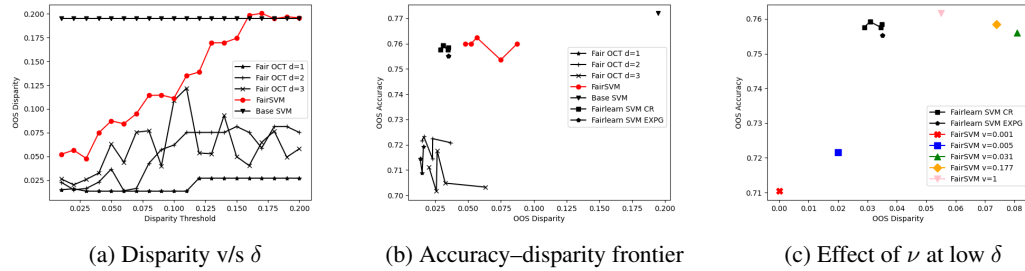 0.200
0.175
0.150
0.125
0.100
0.075
0.050
0.025
OOS Disparity
Fair OCT d=1
Fair OCT d=2
Fair OCT d=3
FairSVM
Base SVM
0.025 0.050 0.075 0.100 0.125 0.150 0.175 0.200
Disparity Threshold
(a) Disparity v/s δ
0.77
0.76
0.75
0.74
0.73
0.72
0.71
0.70
OOS Accuracy
Fair OCT d=1
Fair OCT d=2
Fair OCT d=3
FairSVM
Base SVM
Fairlearn SVM CR
Fairlearn SVM EXPG
0.025 0.050 0.075 0.100 0.125 0.150 0.175 0.200
OOS Disparity
(b) Accuracy–disparity frontier
0.76
0.75
0.74
0.73
0.72
0.71
OOS Accuracy
Fairlearn SVM CR
Fairlearn SVM EXPG
FairSVM v=0.001
FairSVM v=0.005
FairSVM v=0.031
FairSVM v=0.177
FairSVM v=1
0.00 0.01 0.02 0.03 0.04 0.05 0.06 0.07 0.08
OOS Disparity
(c) Effect of ν at low δ